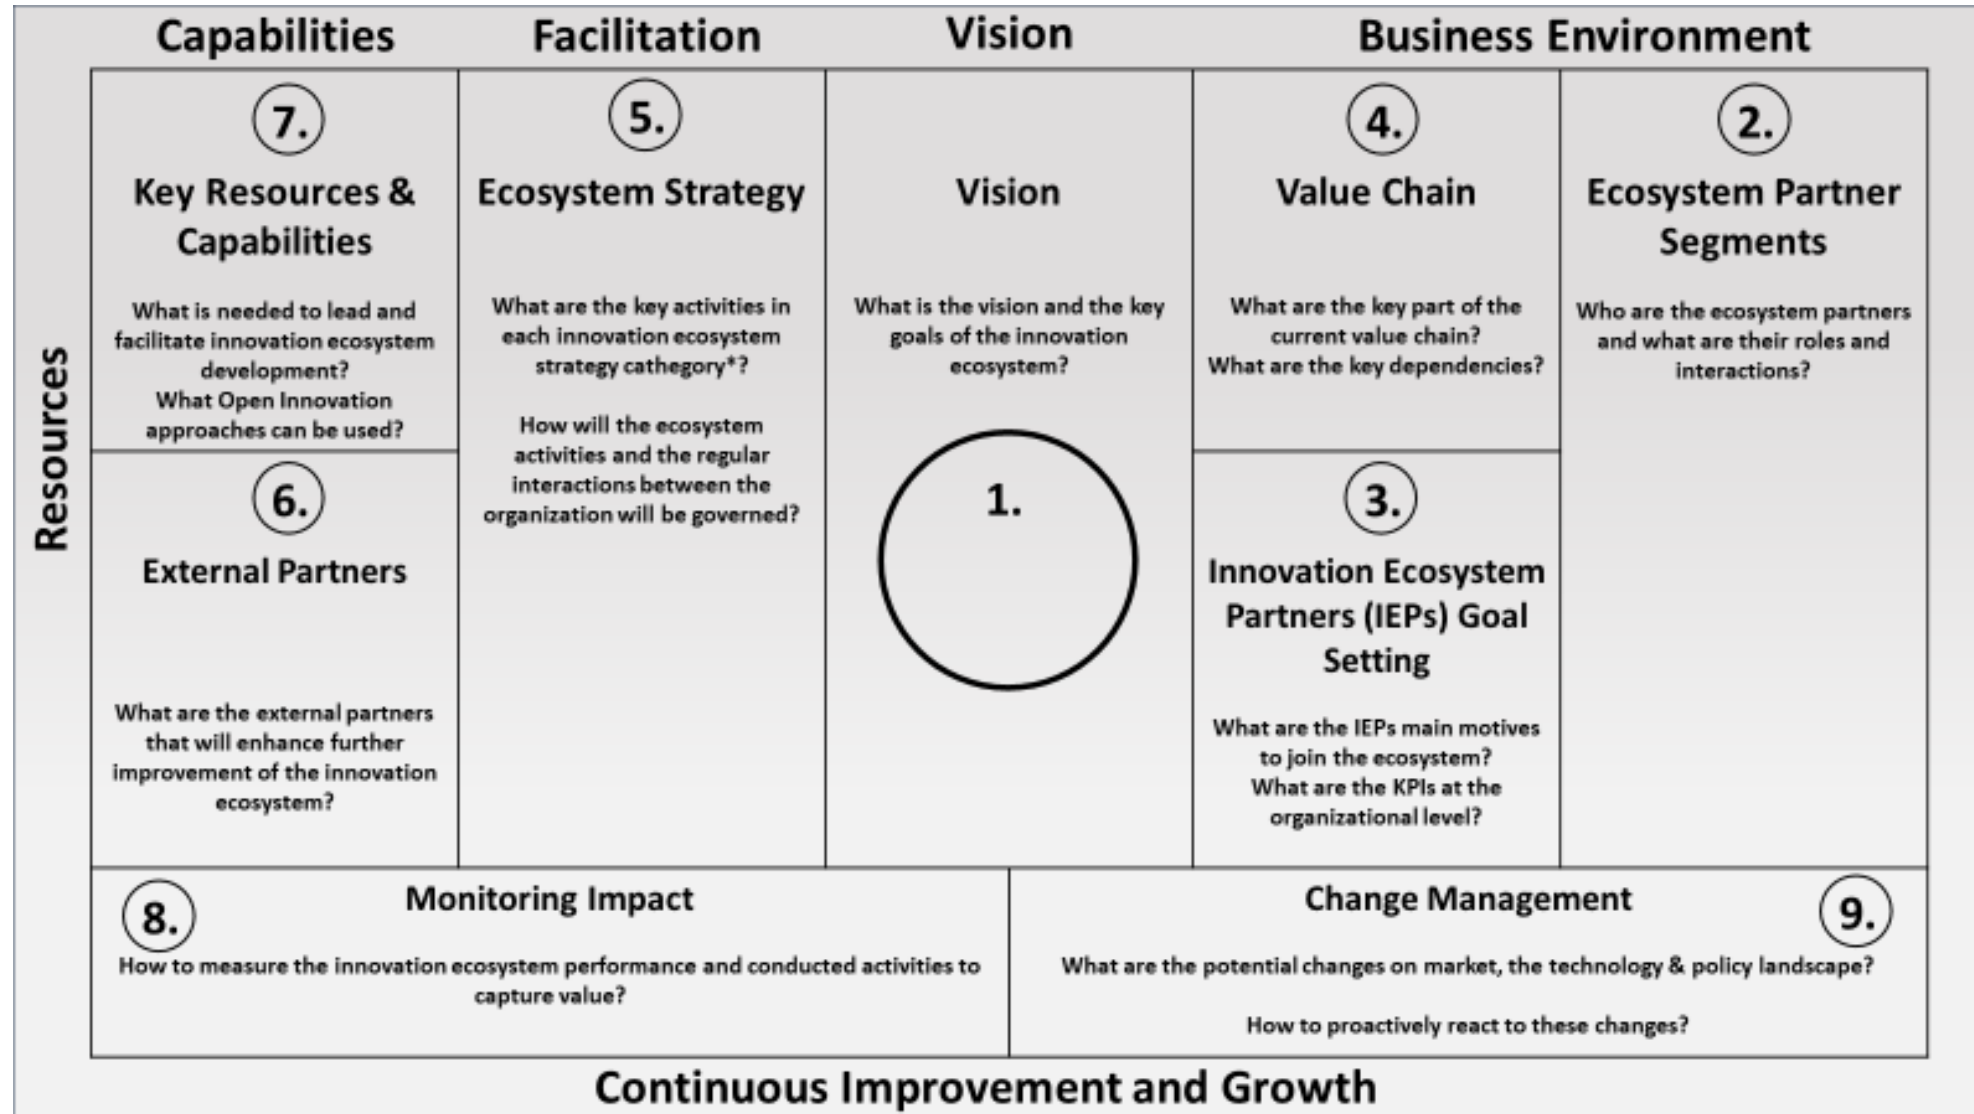 Capabilities
Facilitation
Vision
Business Environment
Resources
7.
Key Resources &
Capabilities
What is needed to lead and
facilitate innovation ecosystem
development?
What Open Innovation
approaches can be used?
6.
External Partners
What are the external partners
that will enhance further
improvement of the innovation
ecosystem?
5.
Ecosystem Strategy
What are the key activities in
each innovation ecosystem
strategy cathegory*?
How will the ecosystem
activities and the regular
interactions between the
organization will be governed?
Vision
What is the vision and the key
goals of the innovation
ecosystem?
1.
4.
Value Chain
What are the key part of the
current value chain?
What are the key dependencies?
3.
Innovation Ecosystem
Partners (IEPs) Goal
Setting
What are the IEPs main motives
to join the ecosystem?
What are the KPIs at the
organizational level?
2.
Ecosystem Partner
Segments
Who are the ecosystem partners
and what are their roles and
interactions?
8.
Monitoring Impact
How to measure the innovation ecosystem performance and conducted activities to
capture value?
Change Management
9.
What are the potential changes on market, the technology & policy landscape?
How to proactively react to these changes?
Continuous Improvement and Growth